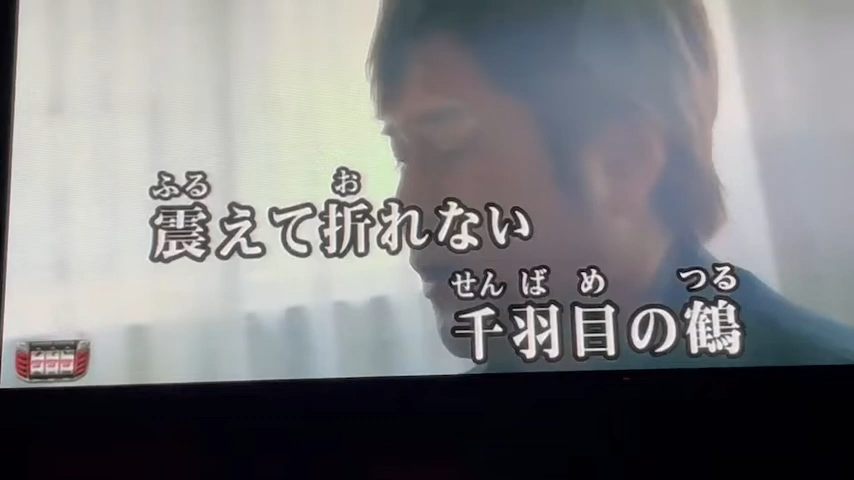 ふる お
震えて折れない
せん ば め つる
千羽目の鶴